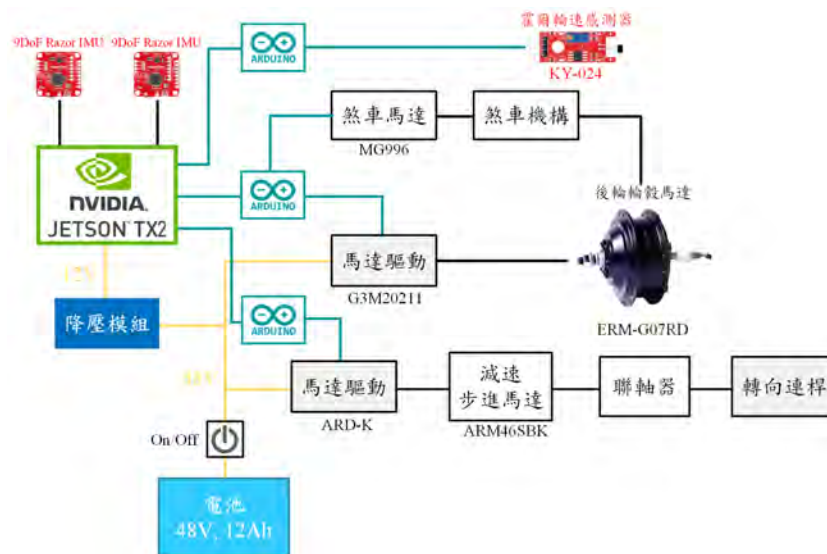 9DoF Razor IMU
9DoF Razor IMU
ARDUINO
霍爾輪速感測器
KY-024
煞車馬達
MG996
煞車機構
NVIDIA.
JETSON TX2
ARDUINO
後輪輪轂馬達
馬達驅動
G3M20211
ERM-G07RD
12V
降壓模組
ARDUINO
48V
馬達驅動
ARD-K
減速
步進馬達
ARM46SBK
聯軸器
轉向連桿
On/Off
電池
48V, 12Ah